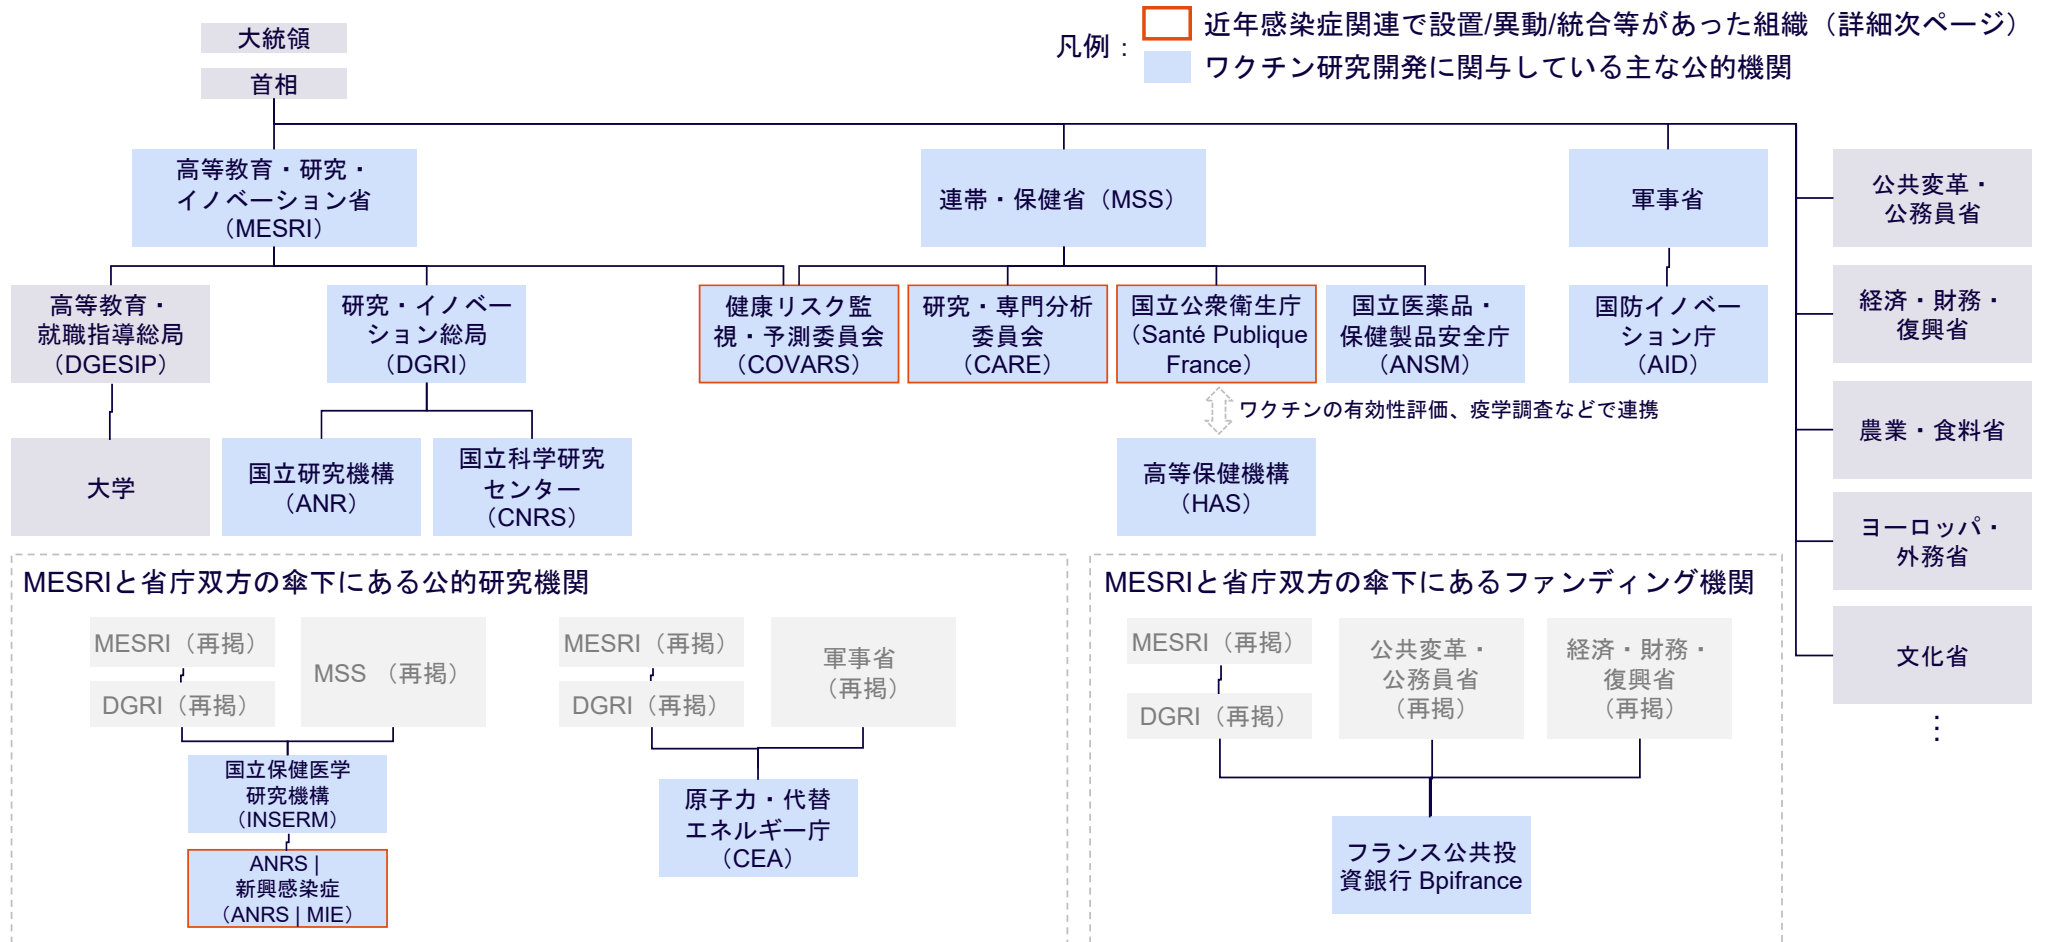 凡例：
近年感染症関連で設置/異動/統合等があった組織（詳細次ページ）
ワクチン研究開発に関与している主な公的機関
大統領
首相
高等教育・研究・
イノベーション省
（MESRI）
連帯・保健省（MSS）
軍事省
公共変革・
公務員省
経済・財務・
復興省
農業・食料省
ヨーロッパ・
外務省
文化省
⋮
高等教育・
就職指導総局
（DGESIP）
研究・イノベー
ション総局
（DGRI）
健康リスク監
視・予測委員会
（COVARS）
研究・専門分析
委員会
（CARE）
国立公衆衛生庁
（Santé Publique
France）
国立医薬品・
保健製品安全庁
（ANSM）
国防イノベー
ション庁
（AID）
ワクチンの有効性評価、疫学調査などで連携
大学
国立研究機構
（ANR）
国立科学研究
センター
（CNRS）
高等保健機構
（HAS）
MESRIと省庁双方の傘下にある公的研究機関
MESRI（再掲）
DGRI（再掲）
MSS （再掲）
国立保健医学
研究機構
（INSERM）
ANRS |
新興感染症
（ANRS | MIE）
MESRI（再掲）
DGRI（再掲）
軍事省
（再掲）
原子力・代替
エネルギー庁
（CEA）
MESRIと省庁双方の傘下にあるファンディング機関
MESRI（再掲）
DGRI（再掲）
公共変革・
公務員省
（再掲）
経済・財務・
復興省
（再掲）
フランス公共投
資銀行 Bpifrance